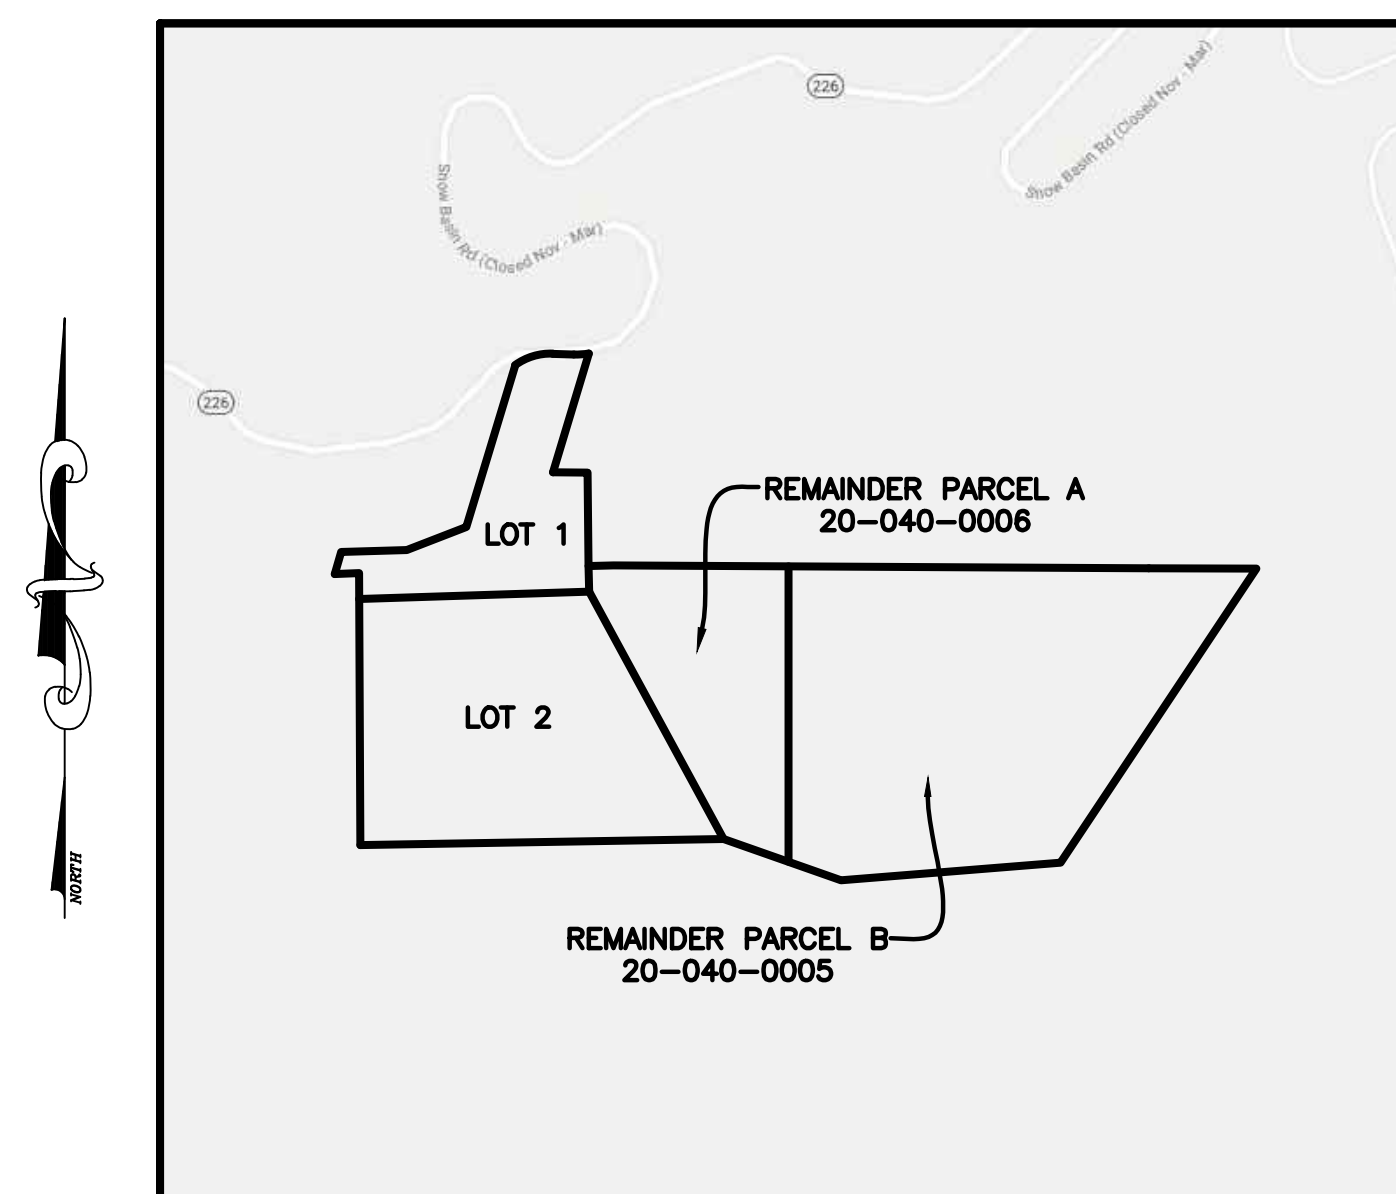 226
Snow Basin Rd (Closed Nov - Mar)
Snow Basin Rd (Closed Nov - Mar)
226
REMAINDER PARCEL A
20-040-0006
LOT 1
LOT 2
NORTH
REMAINDER PARCEL B
20-040-0005